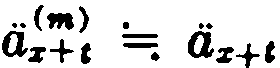 ä_{x+t}^{(m)} ≒ ä_{x+t}